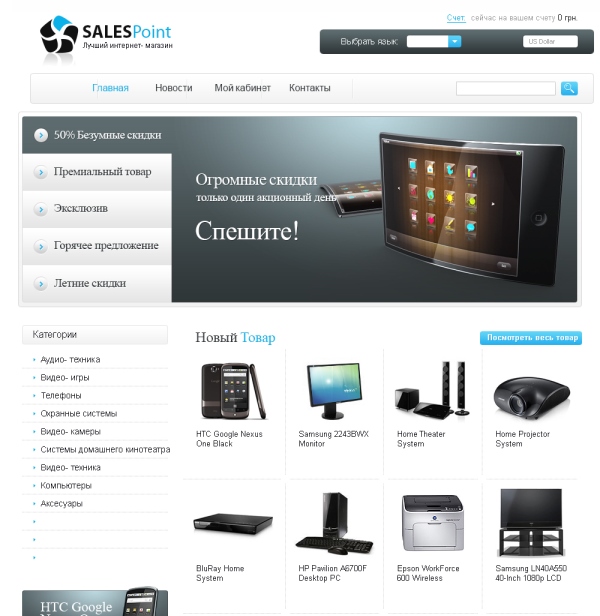 SALESPoint
Лучший интернет- магазин
Счет: сейчас на вашем счету 0 грн.
Выбрать язык:
US Dollar
Главная
Новости
Мой кабинет
Контакты
50% Безумные скидки
Премиальный товар
Эксклюзив
Горячее предложение
Летние скидки
Огромные скидки
только один акционный день
Спешите!
Категории
Аудио- техника
Видео- игры
Телефоны
Охранные системы
Видео- камеры
Системы домашнего кинотеатра
Видео- техника
Компьютеры
Аксесуары
HTC Google
Новый Товар
Посмотреть весь товар
HTC Google Nexus
One Black
Samsung 2243BWX
Monitor
Home Theater
System
Home Projector
System
BluRay Home
System
HP Pavilion A6700F
Desktop PC
Epson WorkForce
600 Wireless
Samsung LN40A550
40-Inch 1080p LCD